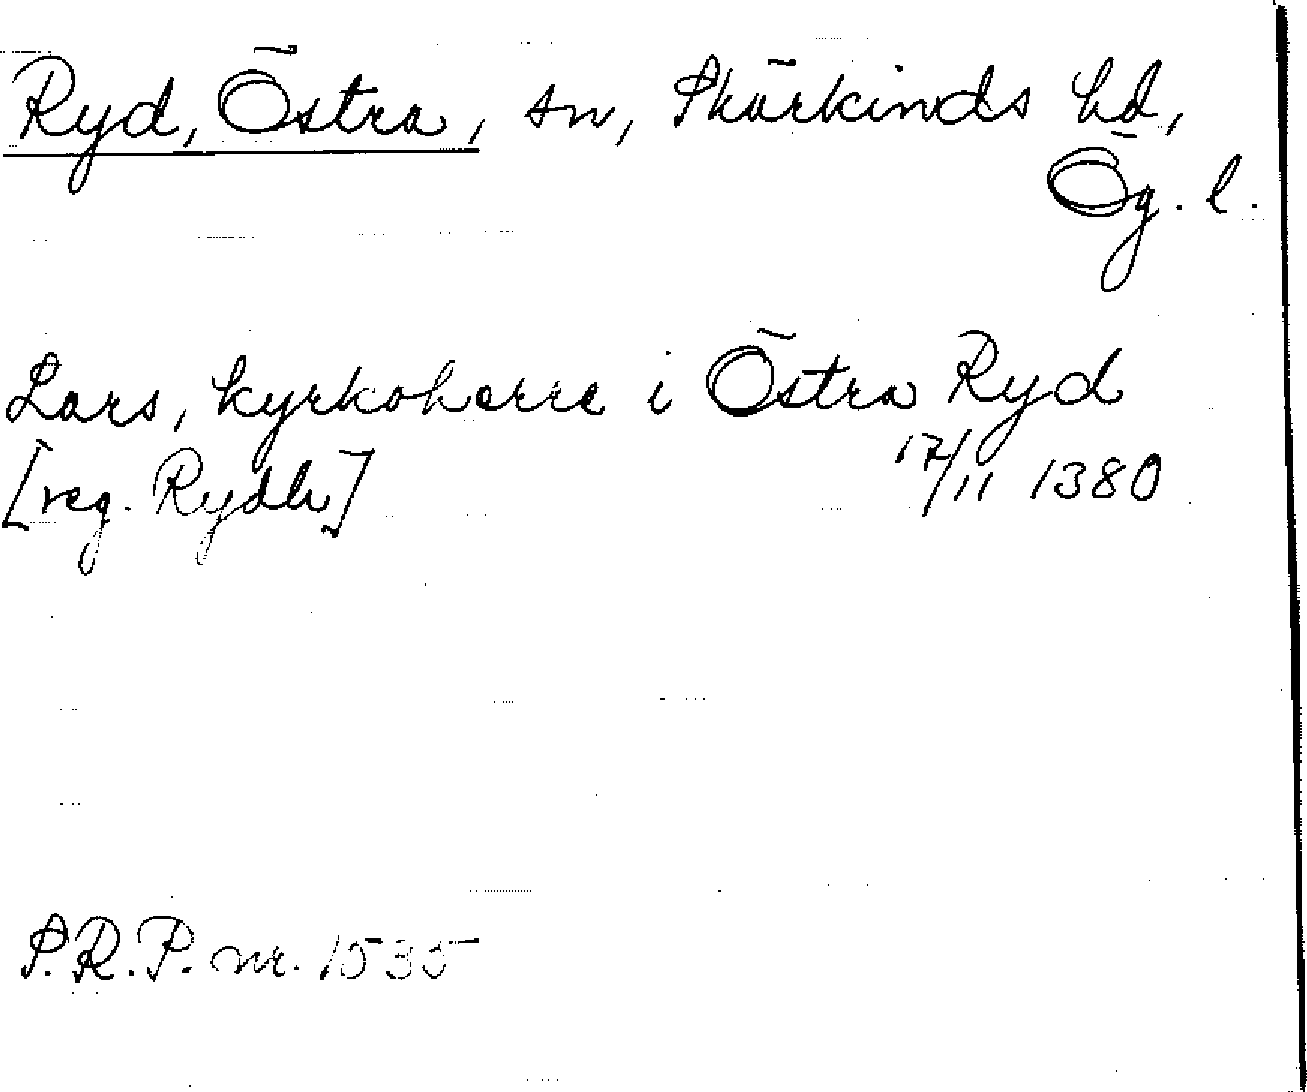 Ryd, Östra, sn, Skärkinds hd,
Ög. l.
Lars, kyrkoherre i Östra Ryd
[reg. Rydh] 17/11 1380
S.R.P. nr. 1535